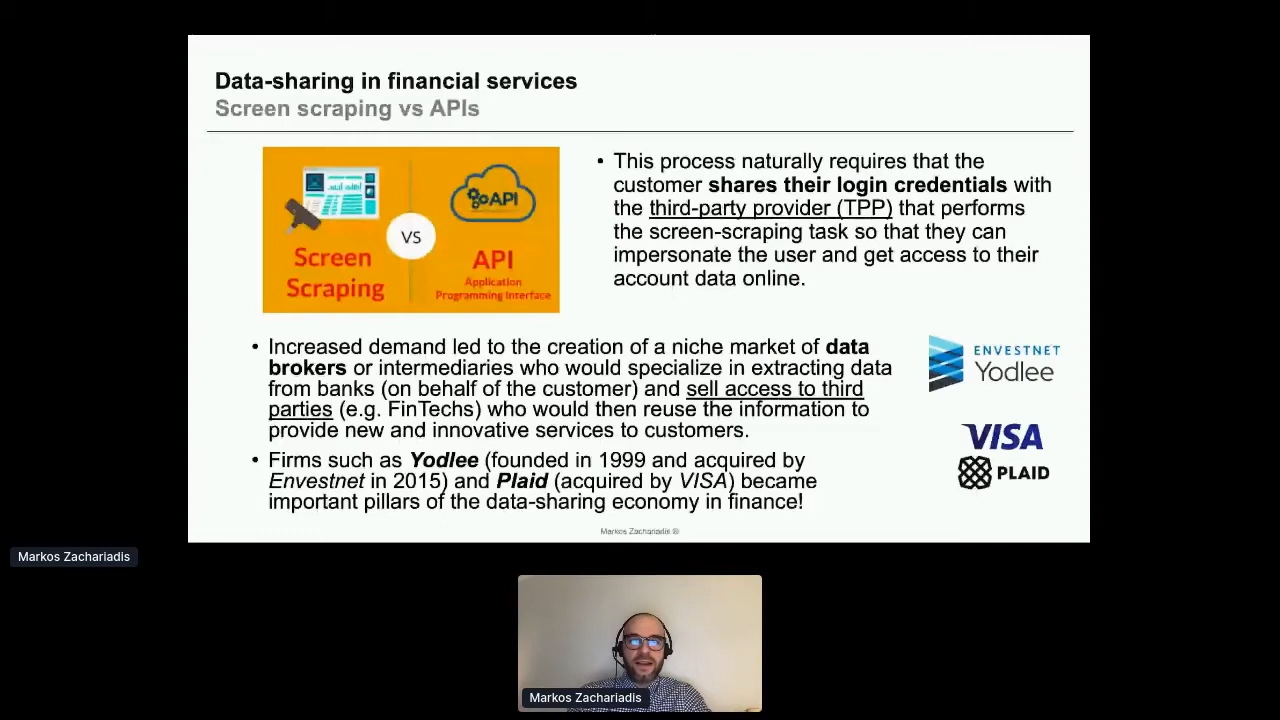 Data-sharing in financial services
Screen scraping vs APIs
Screen
Scraping
VS
API
API
Application
Programming Interface
• This process naturally requires that the
customer shares their login credentials with
the third-party provider (TPP) that performs
the screen-scraping task so that they can
impersonate the user and get access to their
account data online.
• Increased demand led to the creation of a niche market of data
brokers or intermediaries who would specialize in extracting data
from banks (on behalf of the customer) and sell access to third
parties (e.g. FinTechs) who would then reuse the information to
provide new and innovative services to customers.
• Firms such as Yodlee (founded in 1999 and acquired by
Envestnet in 2015) and Plaid (acquired by VISA) became
important pillars of the data-sharing economy in finance!
ENVESTNET
Yodlee
VISA
PLAID
Markos Zachariadis ®
Markos Zachariadis
Markos Zachariadis